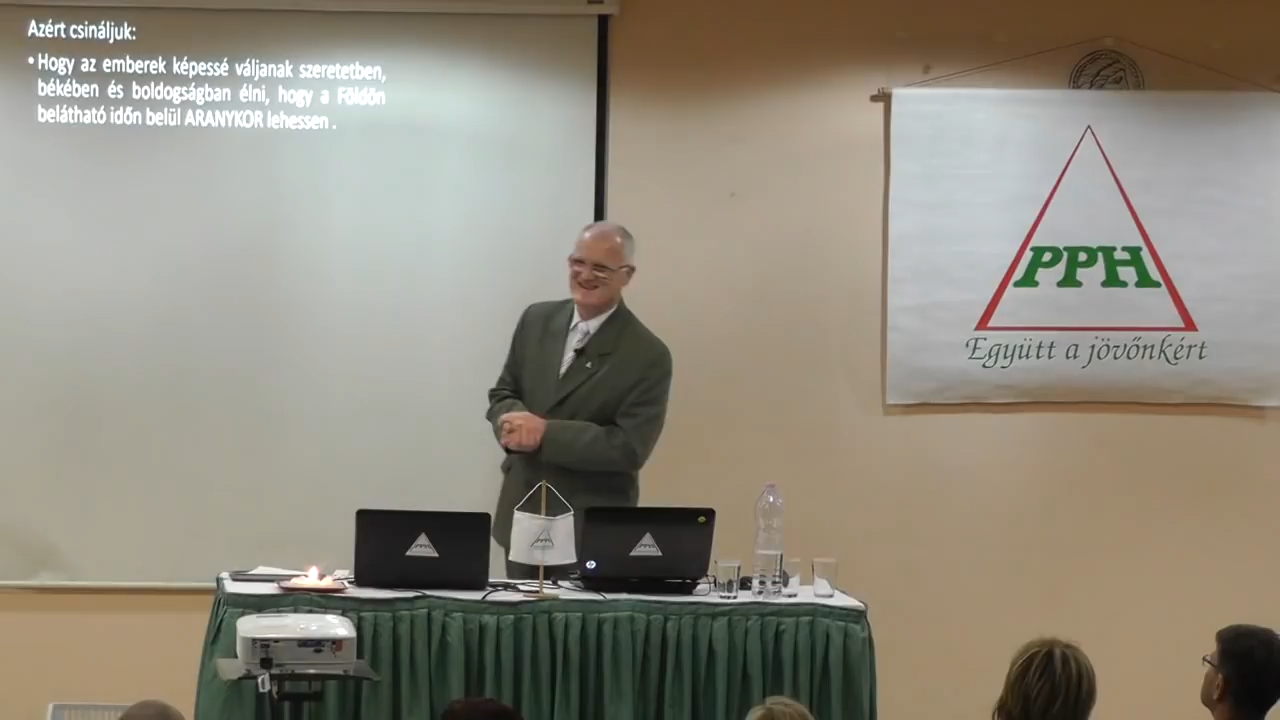 Azért csináljuk:
• Hogy az emberek képessé váljanak szeretetben,
békében és boldogságban élni, hogy a Földön
belátható időn belül ARANYKOR lehessen .
PPH
Együtt a jövőnkért
hp